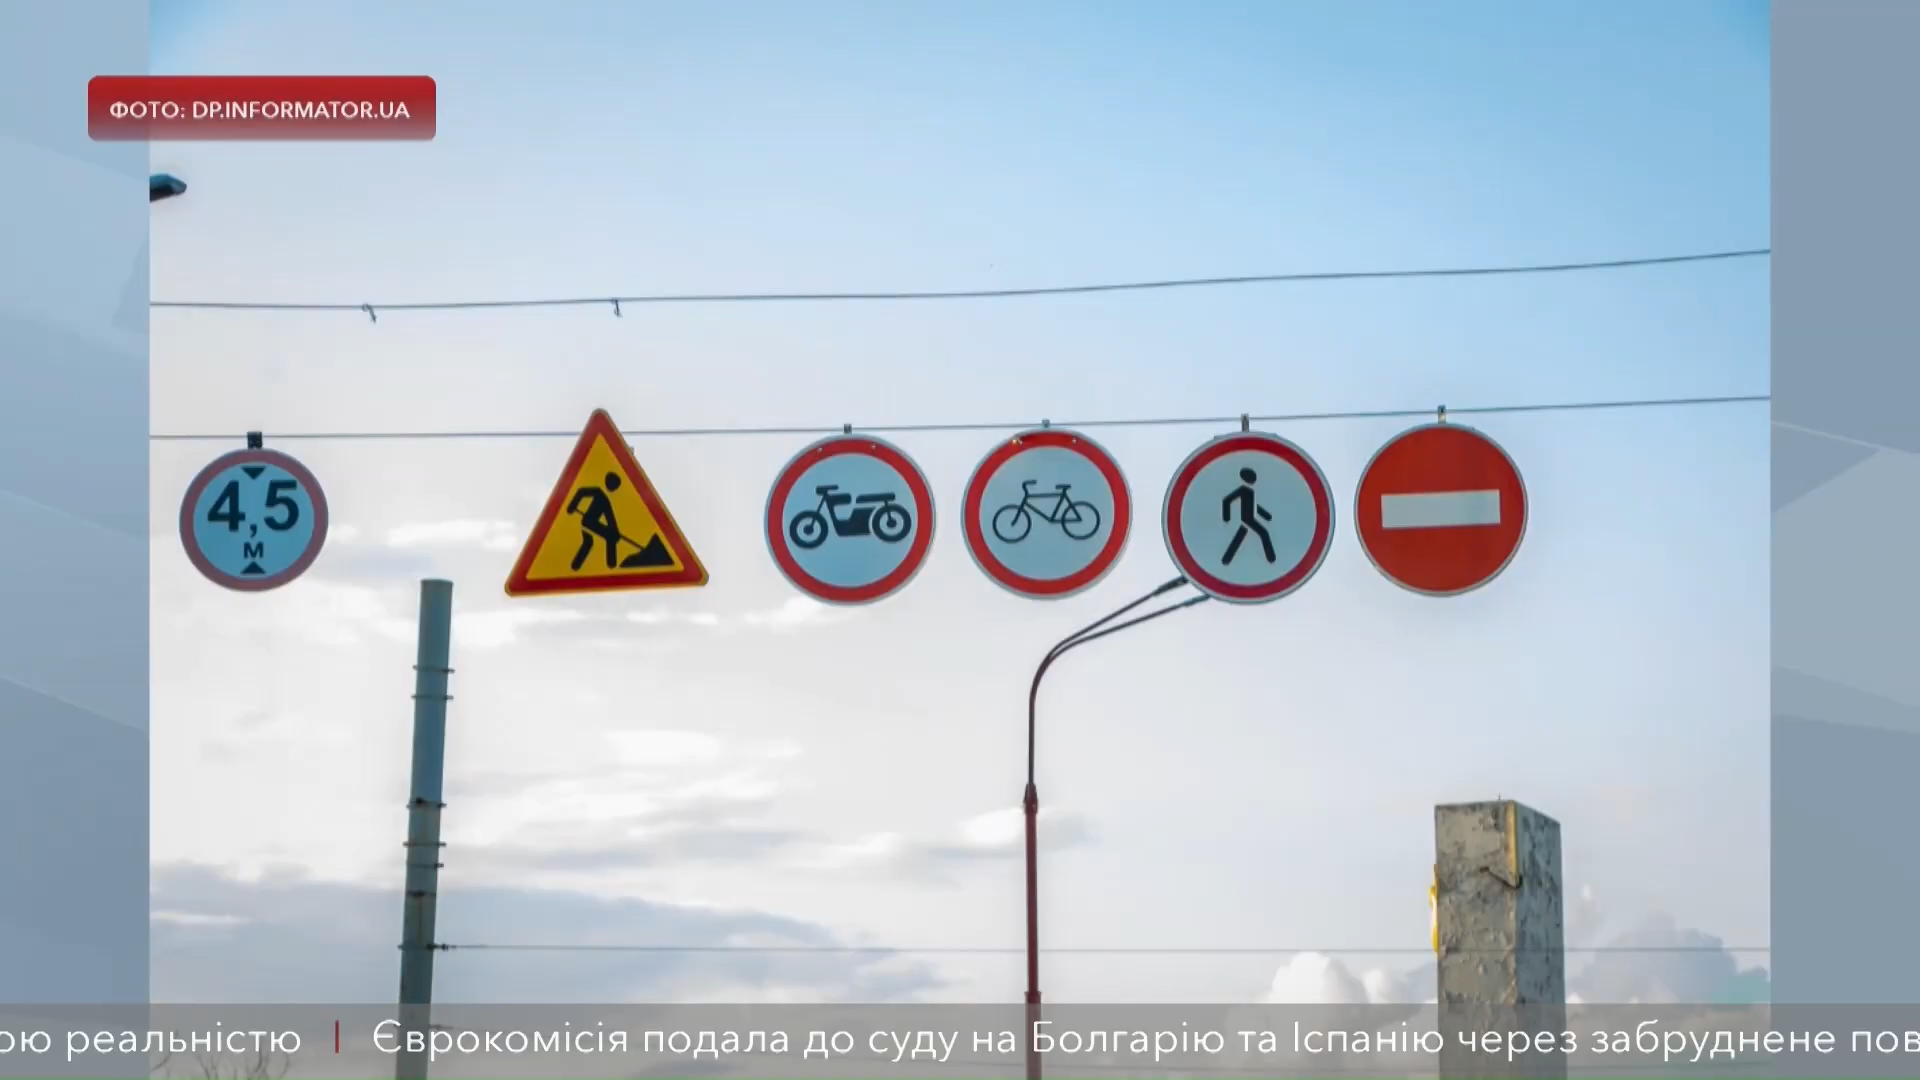 ФОТО: DP.INFORMATOR.UA
4,5
М
ою реальністю | Єврокомісія подала до суду на Болгарію та Іспанію через забруднене пов